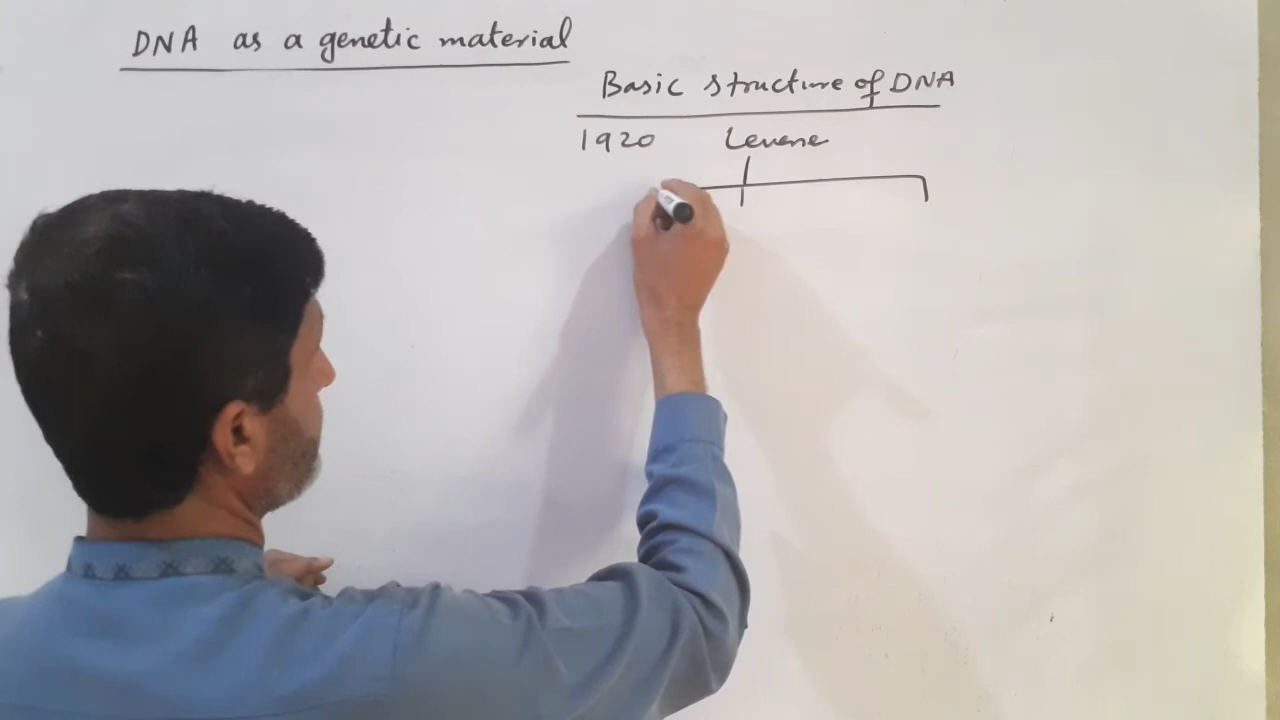 DNA as a genetic material
Basic structure of DNA
1920 Levene